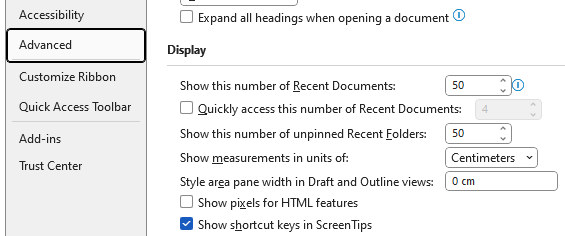 Accessibility
Advanced
Customize Ribbon
Quick Access Toolbar
Add-ins
Trust Center
Expand all headings when opening a document
Display
Show this number of Recent Documents: 50
Quickly access this number of Recent Documents: 4
Show this number of unpinned Recent Folders: 50
Show measurements in units of: Centimeters
Style area pane width in Draft and Outline views: 0 cm
Show pixels for HTML features
Show shortcut keys in ScreenTips